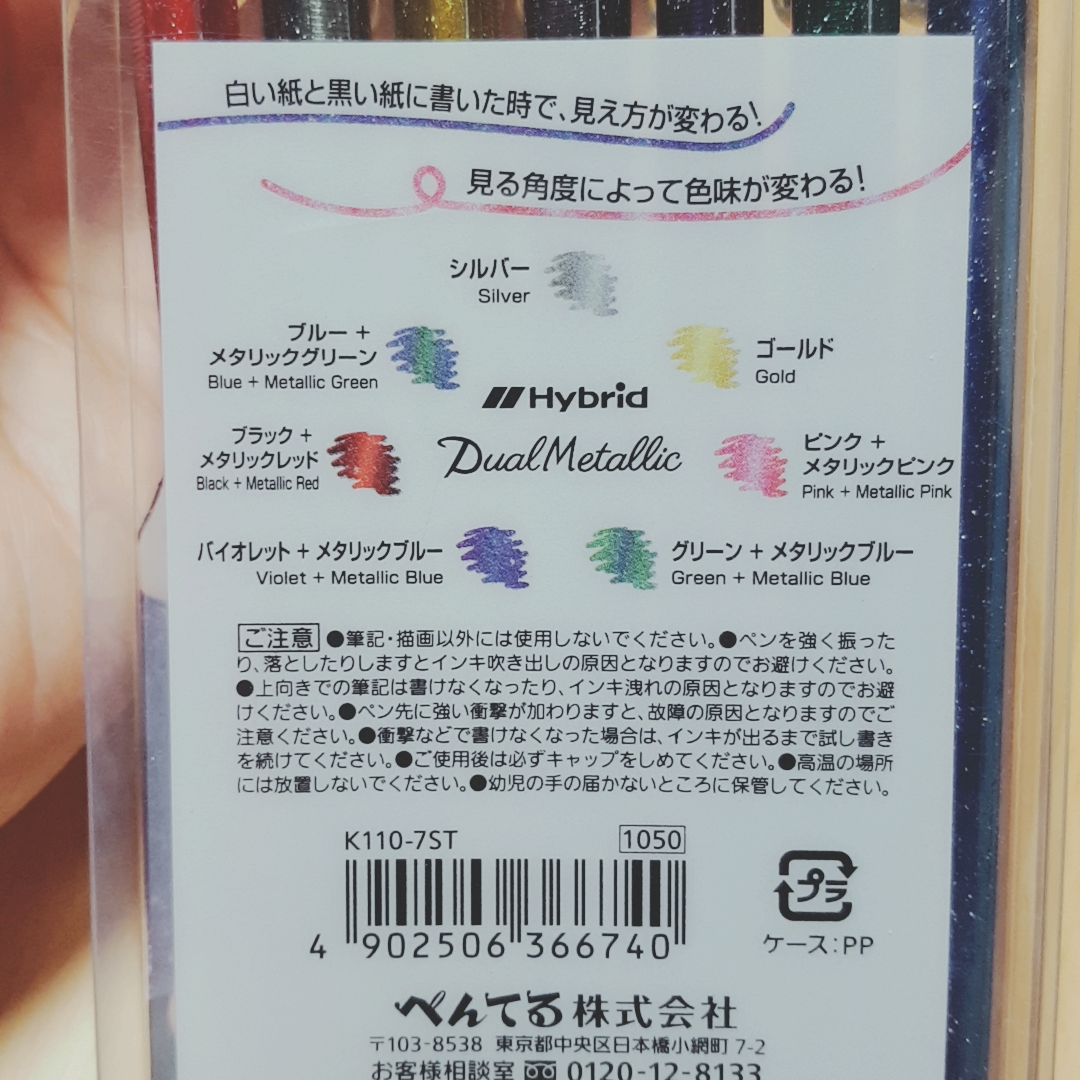 白い紙と黒い紙に書いた時で、見え方が変わる!
見る角度によって色味が変わる!
シルバー
Silver
ブルー +
メタリックグリーン
Blue + Metallic Green
ゴールド
Gold
Hybrid
DualMetallic
ブラック +
メタリックレッド
Black + Metallic Red
ピンク +
メタリックピンク
Pink + Metallic Pink
バイオレット + メタリックブルー
Violet + Metallic Blue
グリーン + メタリックブルー
Green + Metallic Blue
ご注意 ●筆記・描画以外には使用しないでください。●ペンを強く振った
り、落としたりしますとインキ吹き出しの原因となりますのでお避けください。
●上向きでの筆記は書けなくなったり、インキ洩れの原因となりますのでお避
けください。●ペン先に強い衝撃が加わりますと、故障の原因となりますのでご
注意ください。●衝撃などで書けなくなった場合は、インキが出るまで試し書き
を続けてください。●ご使用後は必ずキャップをしめてください。●高温の場所
には放置しないでください。●幼児の手の届かないところに保管してください。
K110-7ST 1050
4 902506 366740
プラ
ケース:PP
ぺんてる株式会社
〒103-8538 東京都中央区日本橋小網町 7-2
お客様相談室 0120-12-8133